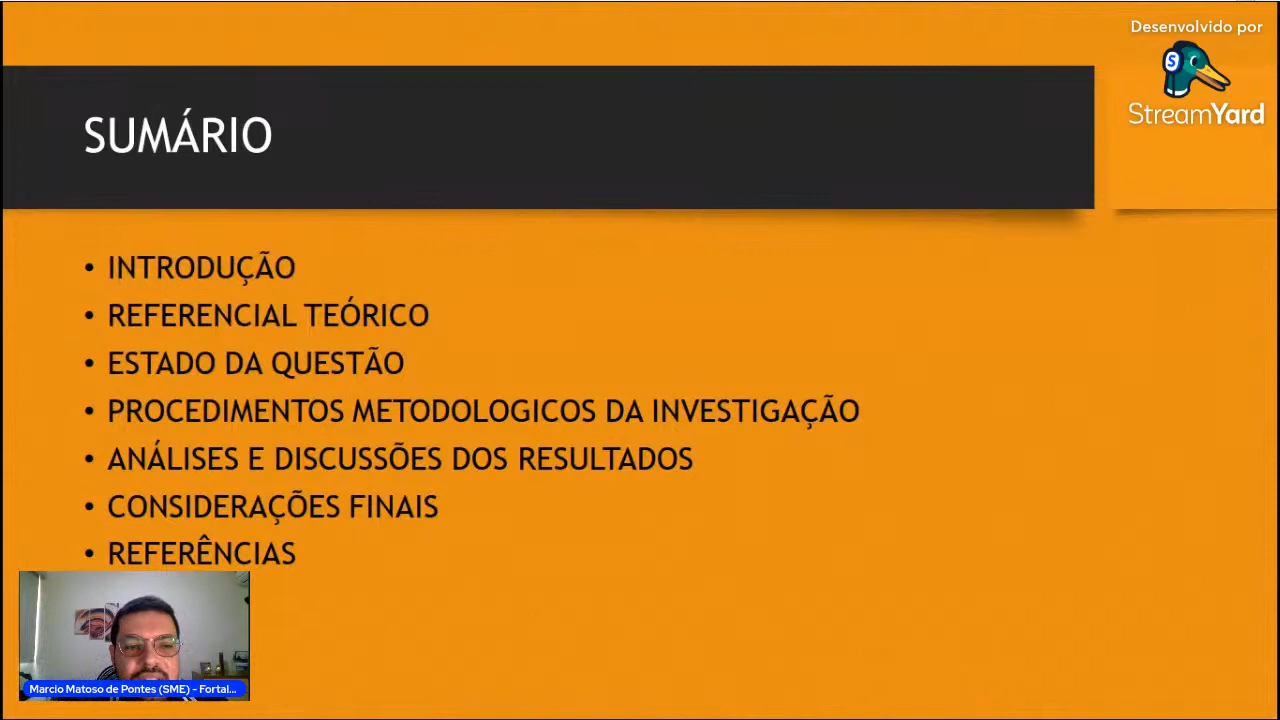 Desenvolvido por
StreamYard
SUMÁRIO
• INTRODUÇÃO
• REFERENCIAL TEÓRICO
• ESTADO DA QUESTÃO
• PROCEDIMENTOS METODOLOGICOS DA INVESTIGAÇÃO
• ANÁLISES E DISCUSSÕES DOS RESULTADOS
• CONSIDERAÇÕES FINAIS
• REFERÊNCIAS
Marcio Matoso de Pontes (SME) - Fortal...